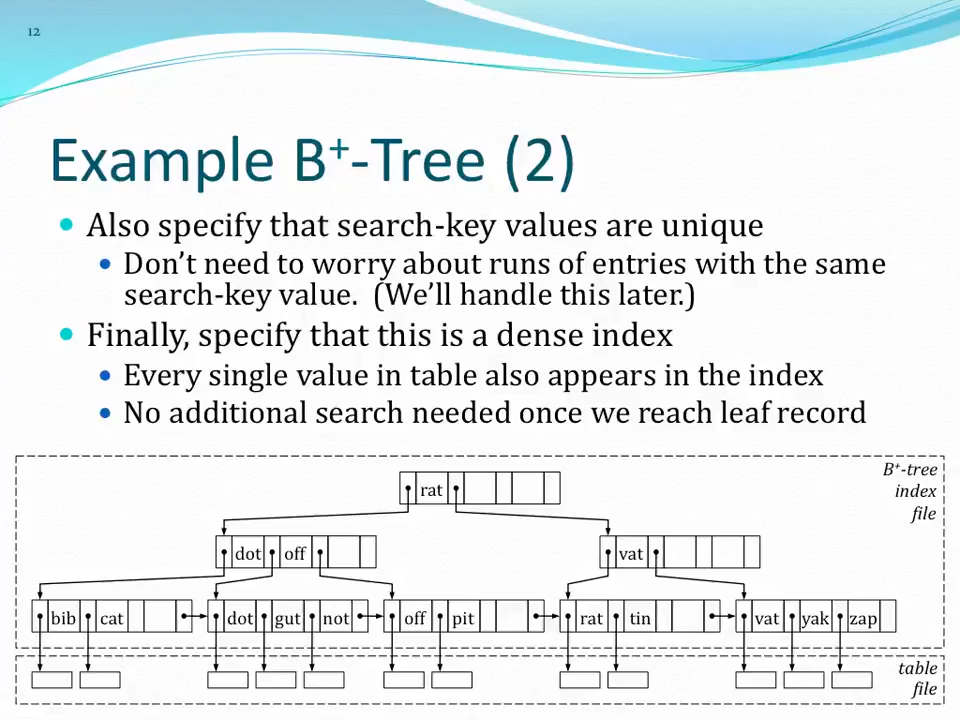 12
Example B⁺-Tree (2)
Also specify that search-key values are unique
Don’t need to worry about runs of entries with the same
search-key value.  (We’ll handle this later.)
Finally, specify that this is a dense index
Every single value in table also appears in the index
No additional search needed once we reach leaf record
B⁺-tree
index
file
rat
dot off
vat
bib cat
dot gut not
off pit
rat tin
vat yak zap
table
file